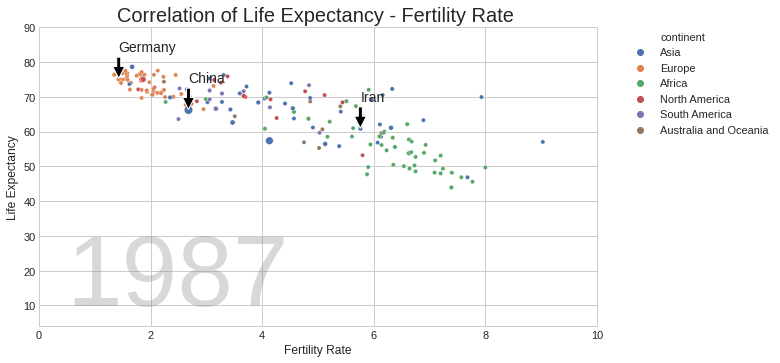 Correlation of Life Expectancy - Fertility Rate
90
80
70
60
50
40
30
20
10
Life Expectancy
Germany
China
Iran
1987
0
2
4
6
8
10
Fertility Rate
continent
Asia
Europe
Africa
North America
South America
Australia and Oceania